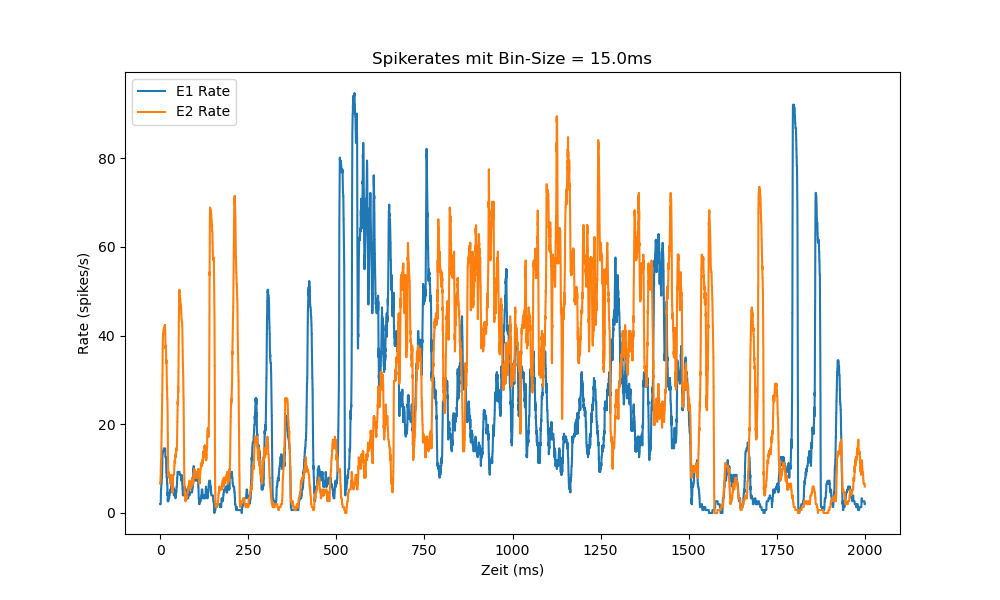 Spikerates mit Bin-Size = 15.0ms
E1 Rate
E2 Rate
Rate (spikes/s)
80
60
40
20
0
0 250 500 750 1000 1250 1500 1750 2000
Zeit (ms)